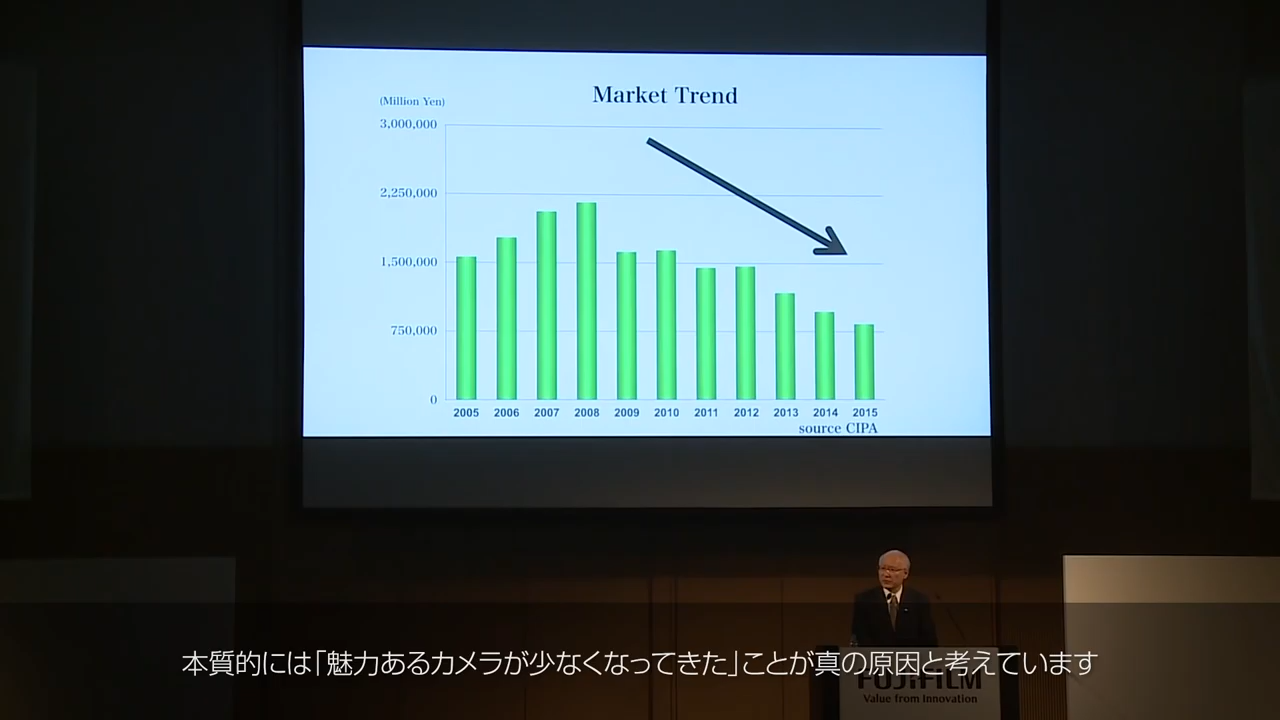 Market Trend
(Million Yen)
3,000,000
2,250,000
1,500,000
750,000
0
2005 2006 2007 2008 2009 2010 2011 2012 2013 2014 2015
source CIPA
本質的には「魅力あるカメラが少なくなってきた」ことが真の原因と考えています
FUJIFILM
Value from Innovation